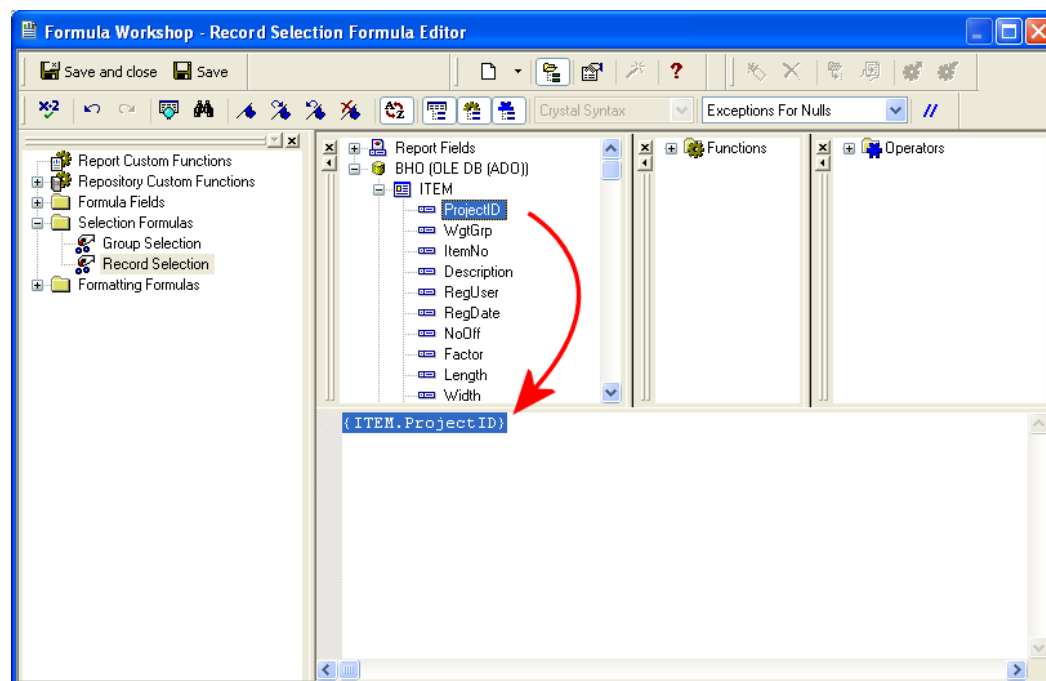 Formula Workshop - Record Selection Formula Editor
Save and close Save ?
x+2 A Z Crystal Syntax Exceptions For Nulls //
Report Custom Functions
Repository Custom Functions
Formula Fields
Selection Formulas
Group Selection
Record Selection
Formatting Formulas
Report Fields
BHO (OLE DB (ADO))
ITEM
ProjectID
WgtGrp
ItemNo
Description
RegUser
RegDate
NoOff
Factor
Length
Width
Functions
Operators
{ITEM.ProjectID}